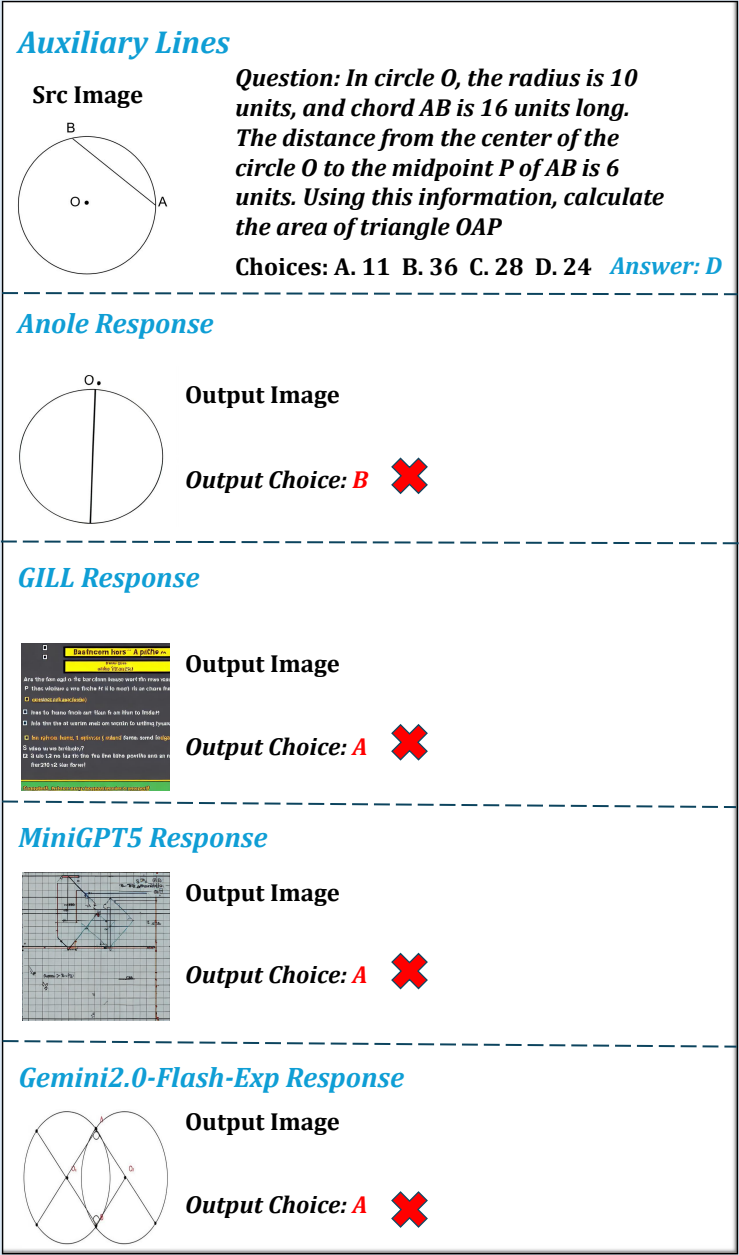 Auxiliary Lines
Src Image
Question: In circle O, the radius is 10
units, and chord AB is 16 units long.
The distance from the center of the
circle O to the midpoint P of AB is 6
units. Using this information, calculate
the area of triangle OAP
Choices: A. 11 B. 36 C. 28 D. 24 Answer: D
B
O
A
Anole Response
O
Output Image
Output Choice: B
GILL Response
Output Image
Output Choice: A
MiniGPT5 Response
Output Image
Output Choice: A
Gemini2.0-Flash-Exp Response
A
Output Image
Output Choice: A